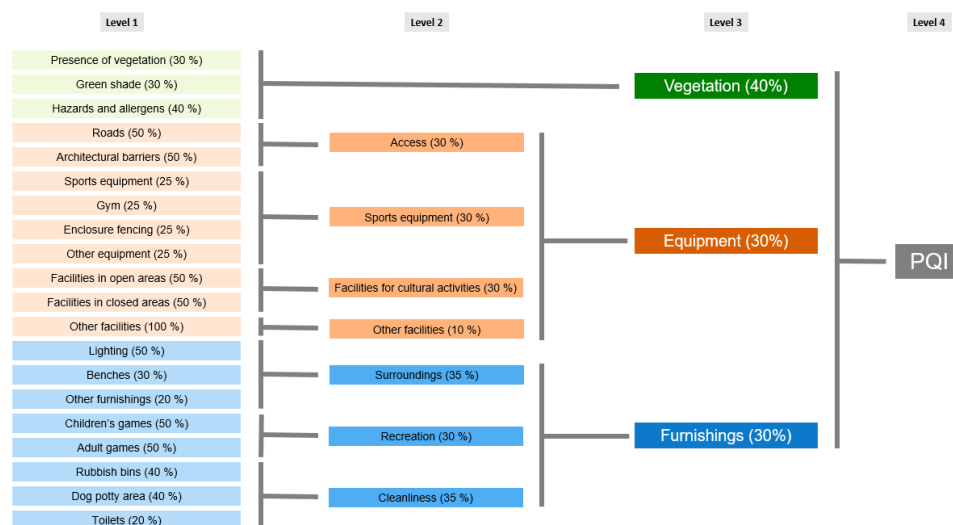 Level 1
Level 2
Level 3
Level 4
Presence of vegetation (30 %)
Green shade (30 %)
Hazards and allergens (40 %)
Roads (50 %)
Architectural barriers (50 %)
Sports equipment (25 %)
Gym (25 %)
Enclosure fencing (25 %)
Other equipment (25 %)
Facilities in open areas (50 %)
Facilities in closed areas (50 %)
Other facilities (100 %)
Lighting (50 %)
Benches (30 %)
Other furnishings (20 %)
Children's games (50 %)
Adult games (50 %)
Rubbish bins (40 %)
Dog potty area (40 %)
Toilets (20 %)
Access (30 %)
Sports equipment (30 %)
Facilities for cultural activities (30 %)
Other facilities (10 %)
Surroundings (35 %)
Recreation (30 %)
Cleanliness (35 %)
Vegetation (40%)
Equipment (30%)
Furnishings (30%)
PQI